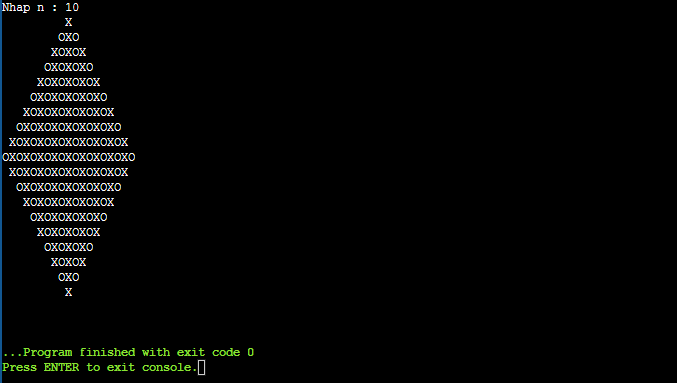 Nhap n : 10
         X
        OXO
       XOXOX
      OXOXOXO
     XOXOXOXOX
    OXOXOXOXOXO
   XOXOXOXOXOXOX
  OXOXOXOXOXOXOXO
 XOXOXOXOXOXOXOXOX
OXOXOXOXOXOXOXOXOXO
 XOXOXOXOXOXOXOXOX
  OXOXOXOXOXOXOXO
   XOXOXOXOXOXOX
    OXOXOXOXOXO
     XOXOXOXOX
      OXOXOXO
       XOXOX
        OXO
         X
...Program finished with exit code 0
Press ENTER to exit console.